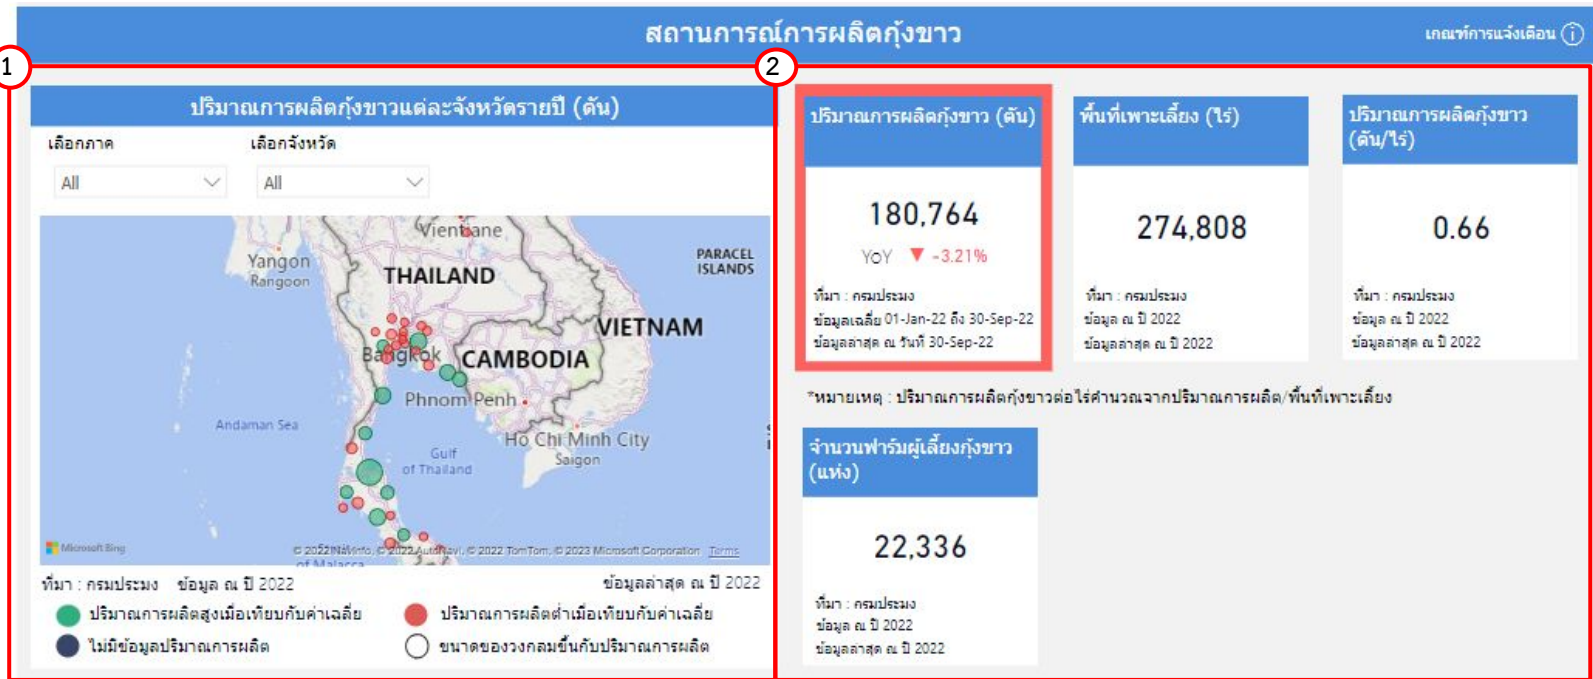 สถานการณ์การผลิตกุ้งขาว
เกณฑ์การแจ้งเตือน
1
2
ปริมาณการผลิตกุ้งขาวแต่ละจังหวัดรายปี (ตัน)
เลือกภาค
เลือกจังหวัด
All
All
Vientiane
Yangon
Rangoon
THAILAND
PARACEL
ISLANDS
VIETNAM
Bangkok
CAMBODIA
Phnom Penh
Andaman Sea
Gulf
of Thailand
Ho Chi Minh City
Saigon
Microsoft Bing
© 2022 AutoNavi, © 2022 TomTom, © 2023 Microsoft Corporation Terms
of Malacca
ที่มา : กรมประมง ข้อมูล ณ ปี 2022
ข้อมูลล่าสุด ณ ปี 2022
ปริมาณการผลิตสูงเมื่อเทียบกับค่าเฉลี่ย
ปริมาณการผลิตต่ำเมื่อเทียบกับค่าเฉลี่ย
ไม่มีข้อมูลปริมาณการผลิต
ขนาดของวงกลมขึ้นกับปริมาณการผลิต
ปริมาณการผลิตกุ้งขาว (ตัน)
180,764
YoY ▼ -3.21%
ที่มา : กรมประมง
ข้อมูลเฉลี่ย 01-Jan-22 ถึง 30-Sep-22
ข้อมูลล่าสุด ณ วันที่ 30-Sep-22
พื้นที่เพาะเลี้ยง (ไร่)
274,808
ที่มา : กรมประมง
ข้อมูล ณ ปี 2022
ข้อมูลล่าสุด ณ ปี 2022
ปริมาณการผลิตกุ้งขาว
(ตัน/ไร่)
0.66
ที่มา : กรมประมง
ข้อมูล ณ ปี 2022
ข้อมูลล่าสุด ณ ปี 2022
*หมายเหตุ : ปริมาณการผลิตกุ้งขาวต่อไร่คำนวณจากปริมาณการผลิต/พื้นที่เพาะเลี้ยง
จำนวนฟาร์มผู้เลี้ยงกุ้งขาว
(แห่ง)
22,336
ที่มา : กรมประมง
ข้อมูล ณ ปี 2022
ข้อมูลล่าสุด ณ ปี 2022